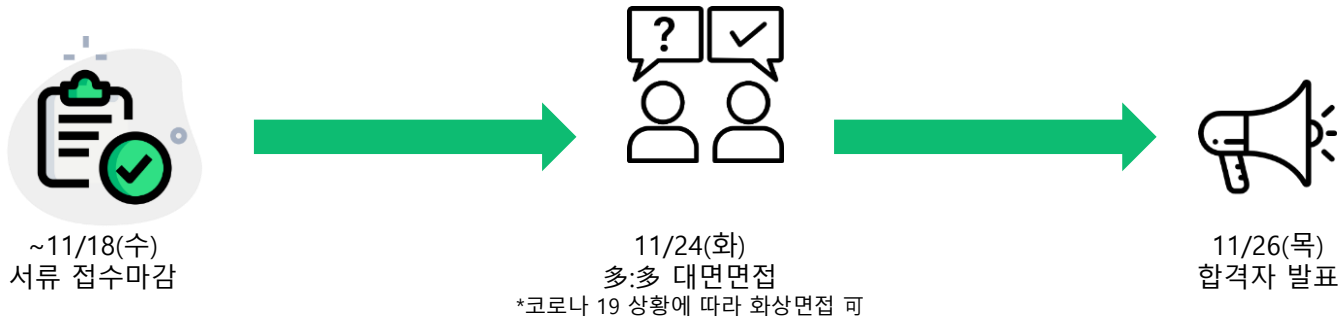 ?
~11/18(수)
서류 접수마감
11/24(화)
多:多 대면면접
*코로나 19 상황에 따라 화상면접 可
11/26(목)
합격자 발표